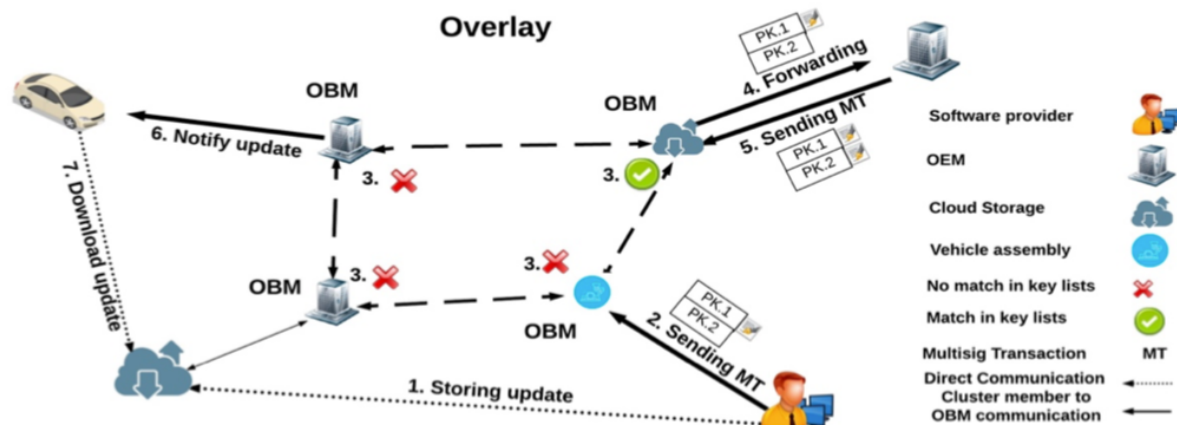 Overlay
PK.1
PK.2
4. Forwarding
OBM
OBM
5. Sending MT
PK.1
PK.2
6. Notify update
3.
3.
7. Download update
OBM
3.
3.
OBM
PK.1
PK.2
2. Sending MT
1. Storing update
Software provider
OEM
Cloud Storage
Vehicle assembly
No match in key lists
Match in key lists
Multisig Transaction MT
Direct Communication
Cluster member to
OBM communication